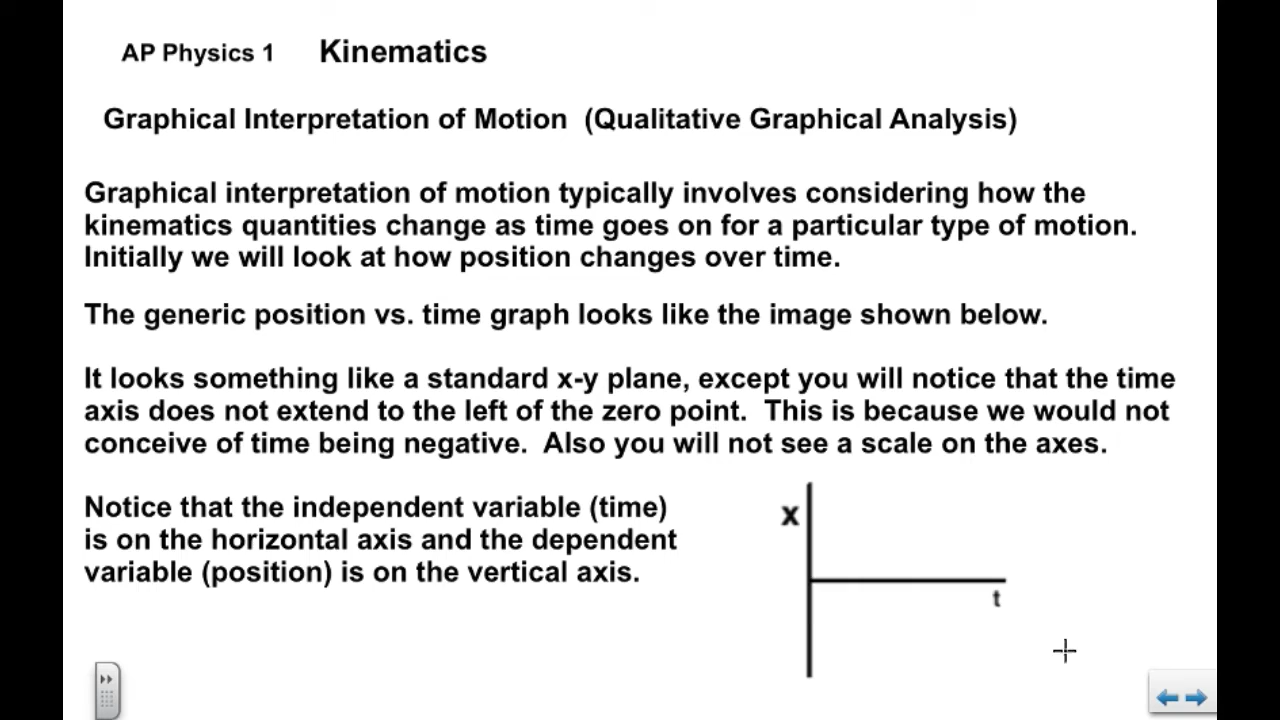 AP Physics 1 Kinematics
Graphical Interpretation of Motion (Qualitative Graphical Analysis)
Graphical interpretation of motion typically involves considering how the
kinematics quantities change as time goes on for a particular type of motion.
Initially we will look at how position changes over time.
The generic position vs. time graph looks like the image shown below.
It looks something like a standard x-y plane, except you will notice that the time
axis does not extend to the left of the zero point. This is because we would not
conceive of time being negative. Also you will not see a scale on the axes.
Notice that the independent variable (time)
is on the horizontal axis and the dependent
variable (position) is on the vertical axis.
x
t